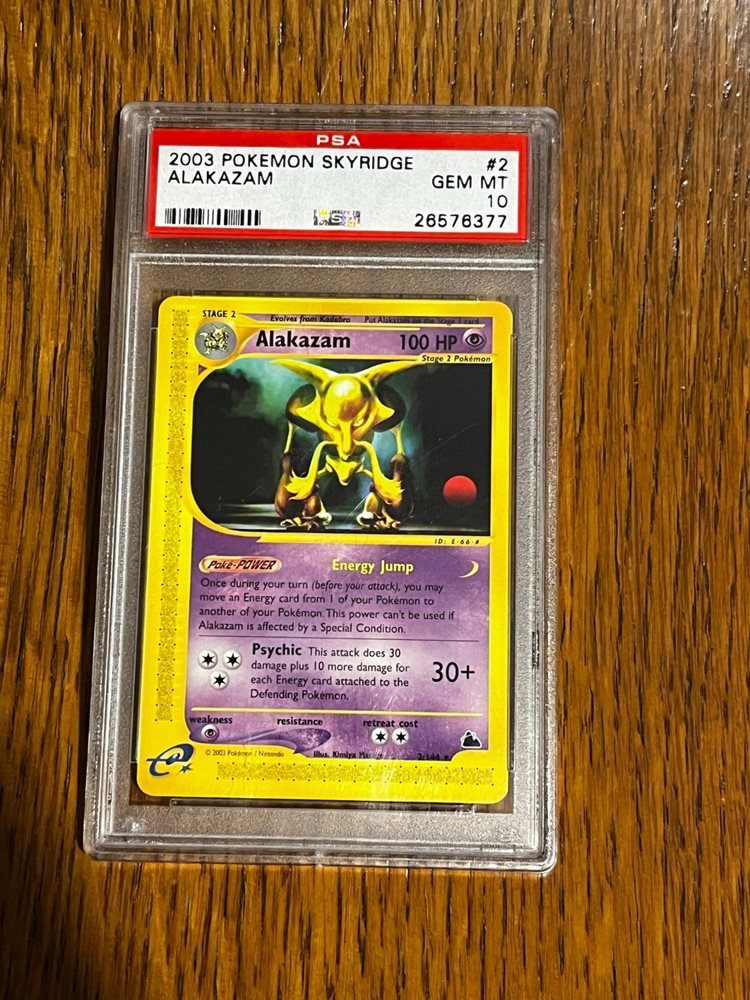 PSA
2003 POKEMON SKYRIDGE #2
ALAKAZAM GEM MT
10
26576377
STAGE 2 Evolves from Kadabra Put Alakazam on the Stage 1 card
Alakazam 100 HP
Stage 2 Pokémon
ID: E-66-#
Poké-POWER Energy Jump
Once during your turn (before your attack), you may
move an Energy card from 1 of your Pokémon to
another of your Pokémon. This power can't be used if
Alakazam is affected by a Special Condition.
Psychic This attack does 30
damage plus 10 more damage for
each Energy card attached to the
Defending Pokémon.
30+
weakness resistance retreat cost
© 2003 Pokémon / Nintendo Illus. Kimiya
e